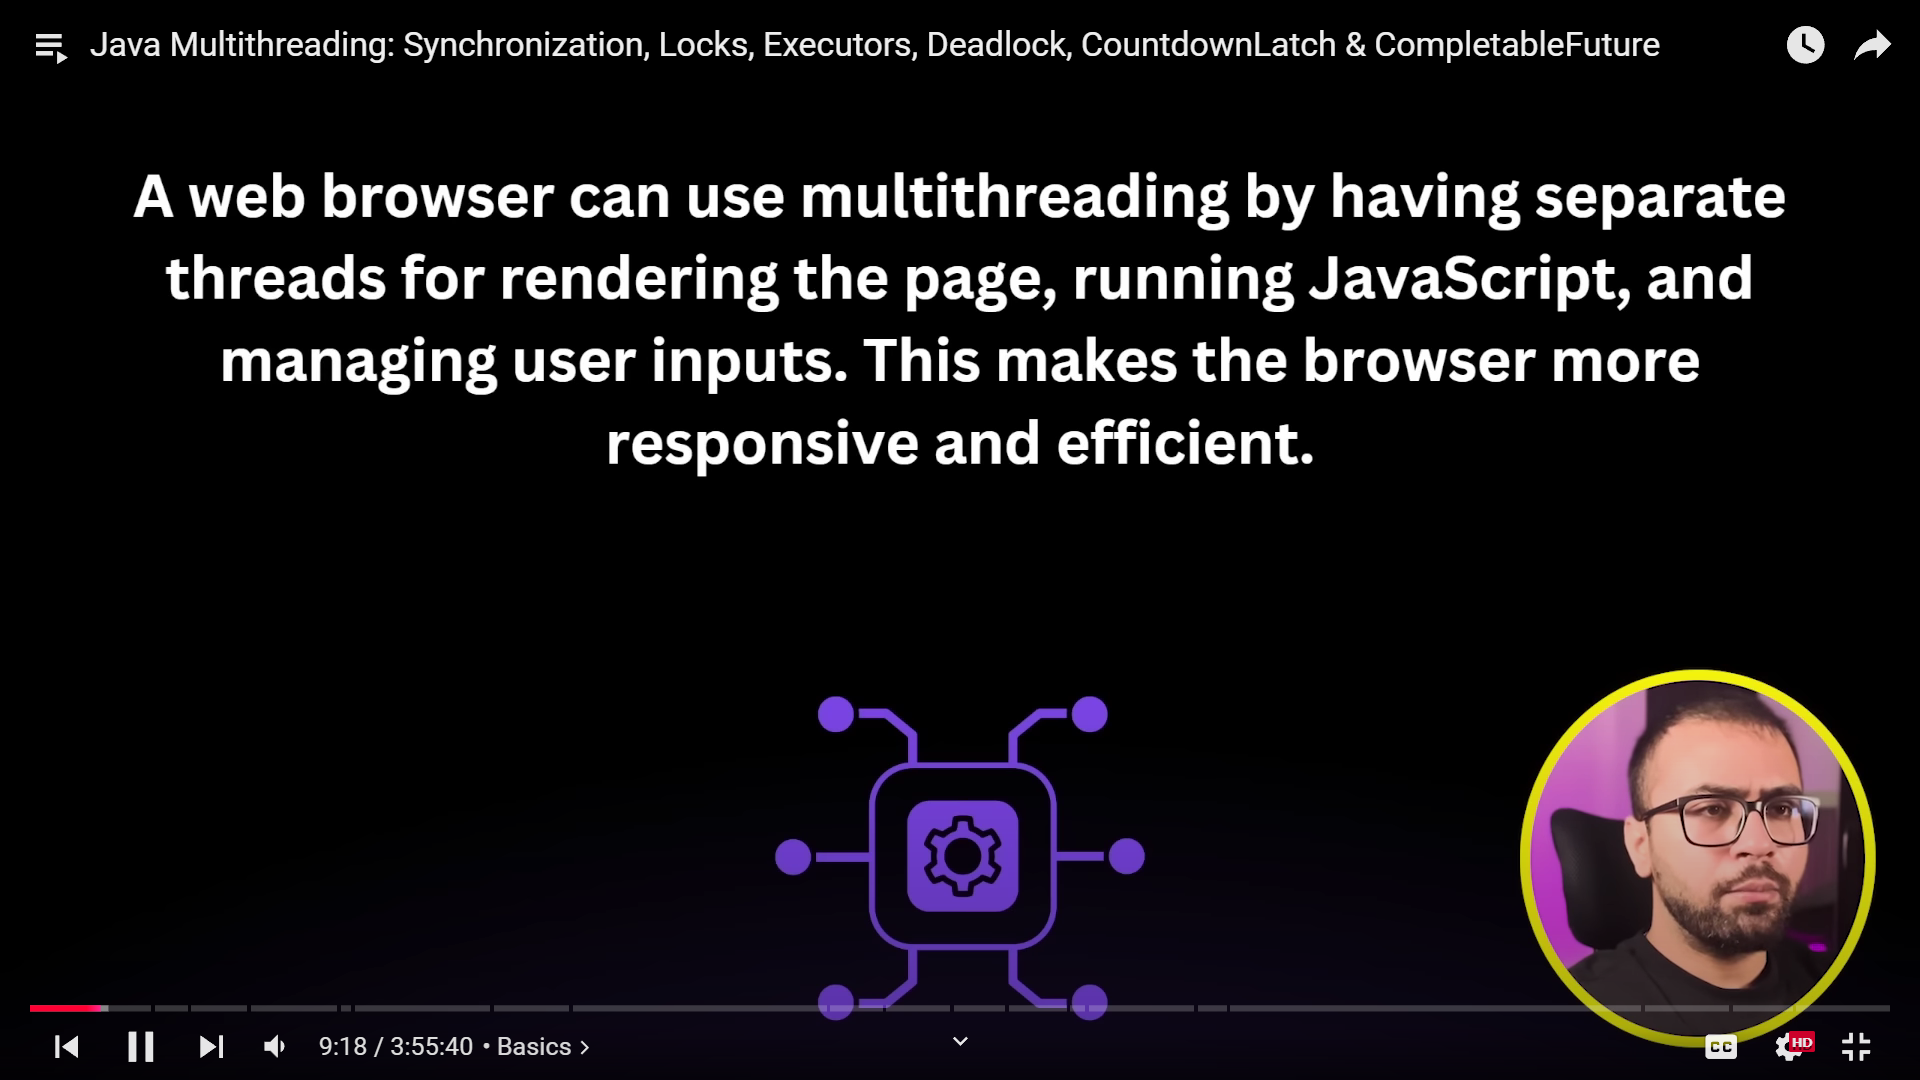 Java Multithreading: Synchronization, Locks, Executors, Deadlock, CountdownLatch & CompletableFuture
A web browser can use multithreading by having separate
threads for rendering the page, running JavaScript, and
managing user inputs. This makes the browser more
responsive and efficient.
9:18 / 3:55:40 • Basics
CC
HD